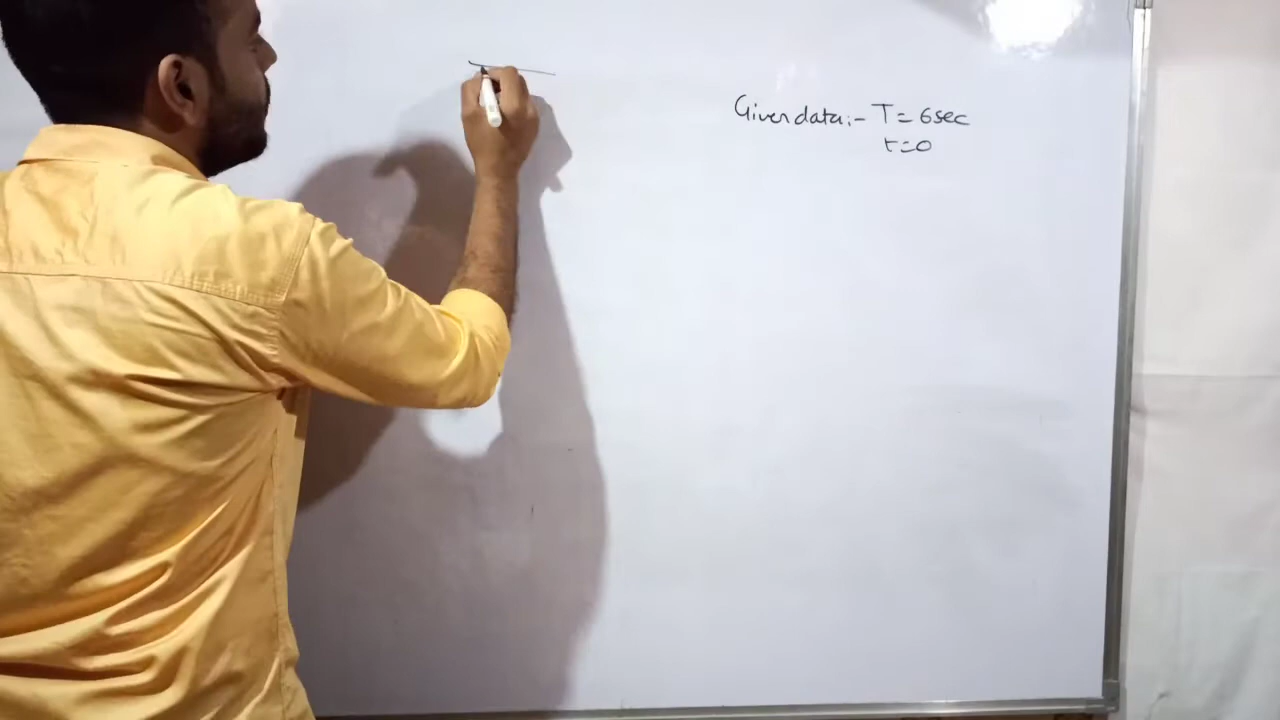 Given data:- T = 6sec
t=0